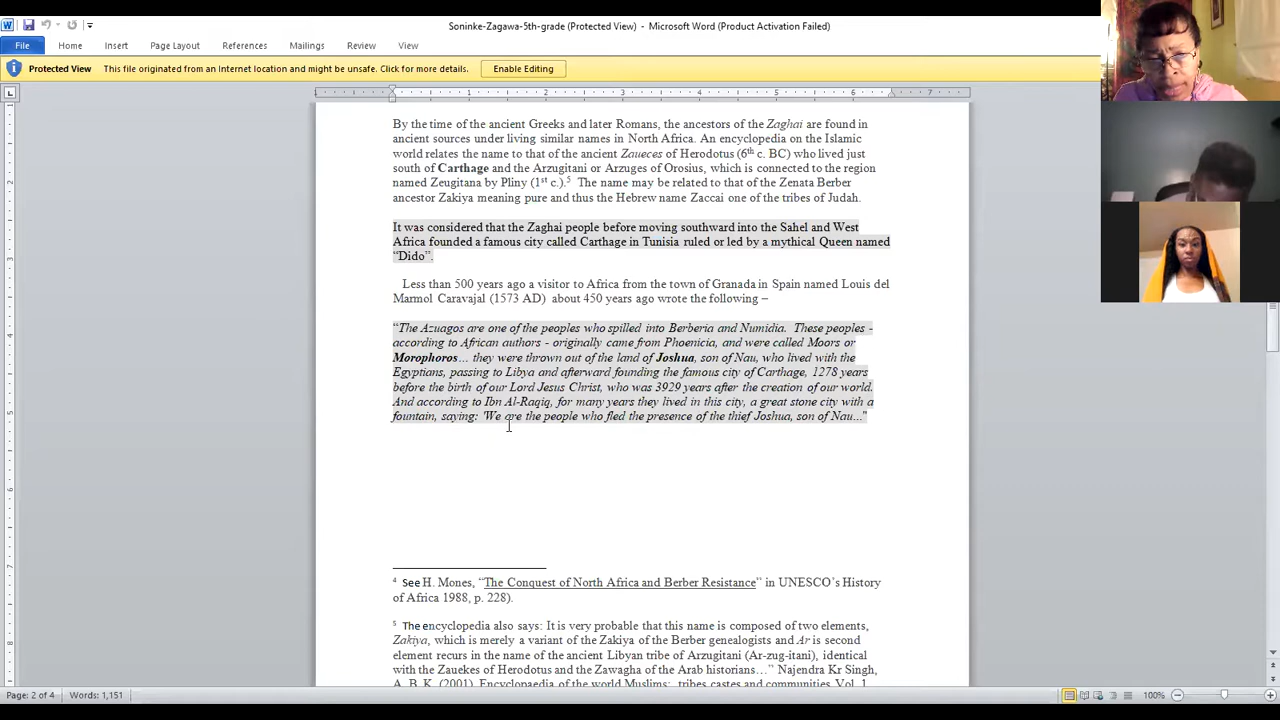 Soninke-Zagawa-5th-grade (Protected View) - Microsoft Word (Product Activation Failed)
File Home Insert Page Layout References Mailings Review View
Protected View This file originated from an Internet location and might be unsafe. Click for more details. Enable Editing
By the time of the ancient Greeks and later Romans, the ancestors of the Zaghai are found in
ancient sources under living similar names in North Africa. An encyclopedia on the Islamic
world relates the name to that of the ancient Zaueces of Herodotus (6th c. BC) who lived just
south of Carthage and the Arzugitani or Arzuges of Orosius, which is connected to the region
named Zeugitana by Pliny (1st c.).5 The name may be related to that of the Zenata Berber
ancestor Zakiya meaning pure and thus the Hebrew name Zaccai one of the tribes of Judah.
It was considered that the Zaghai people before moving southward into the Sahel and West
Africa founded a famous city called Carthage in Tunisia ruled or led by a mythical Queen named
“Dido”.
Less than 500 years ago a visitor to Africa from the town of Granada in Spain named Louis del
Marmol Caravajal (1573 AD) about 450 years ago wrote the following –
“The Azuagos are one of the peoples who spilled into Berberia and Numidia. These peoples -
according to African authors - originally came from Phoenicia, and were called Moors or
Morophoros... they were thrown out of the land of Joshua, son of Nau, who lived with the
Egyptians, passing to Libya and afterward founding the famous city of Carthage, 1278 years
before the birth of our Lord Jesus Christ, who was 3929 years after the creation of our world.
And according to Ibn Al-Raqiq, for many years they lived in this city, a great stone city with a
fountain, saying: 'We are the people who fled the presence of the thief Joshua, son of Nau..."
4 See H. Mones, “The Conquest of North Africa and Berber Resistance” in UNESCO’s History
of Africa 1988, p. 228).
5 The encyclopedia also says: It is very probable that this name is composed of two elements,
Zakiya, which is merely a variant of the Zakiya of the Berber genealogists and Ar is second
element recurs in the name of the ancient Libyan tribe of Arzugitani (Ar-zug-itani), identical
with the Zauekes of Herodotus and the Zawagha of the Arab historians…” Najendra Kr Singh,
A. B. K. (2001). Encyclopaedia of the world Muslims: tribes castes and communities, Vol. 1
Page: 2 of 4 Words: 1,151 100%